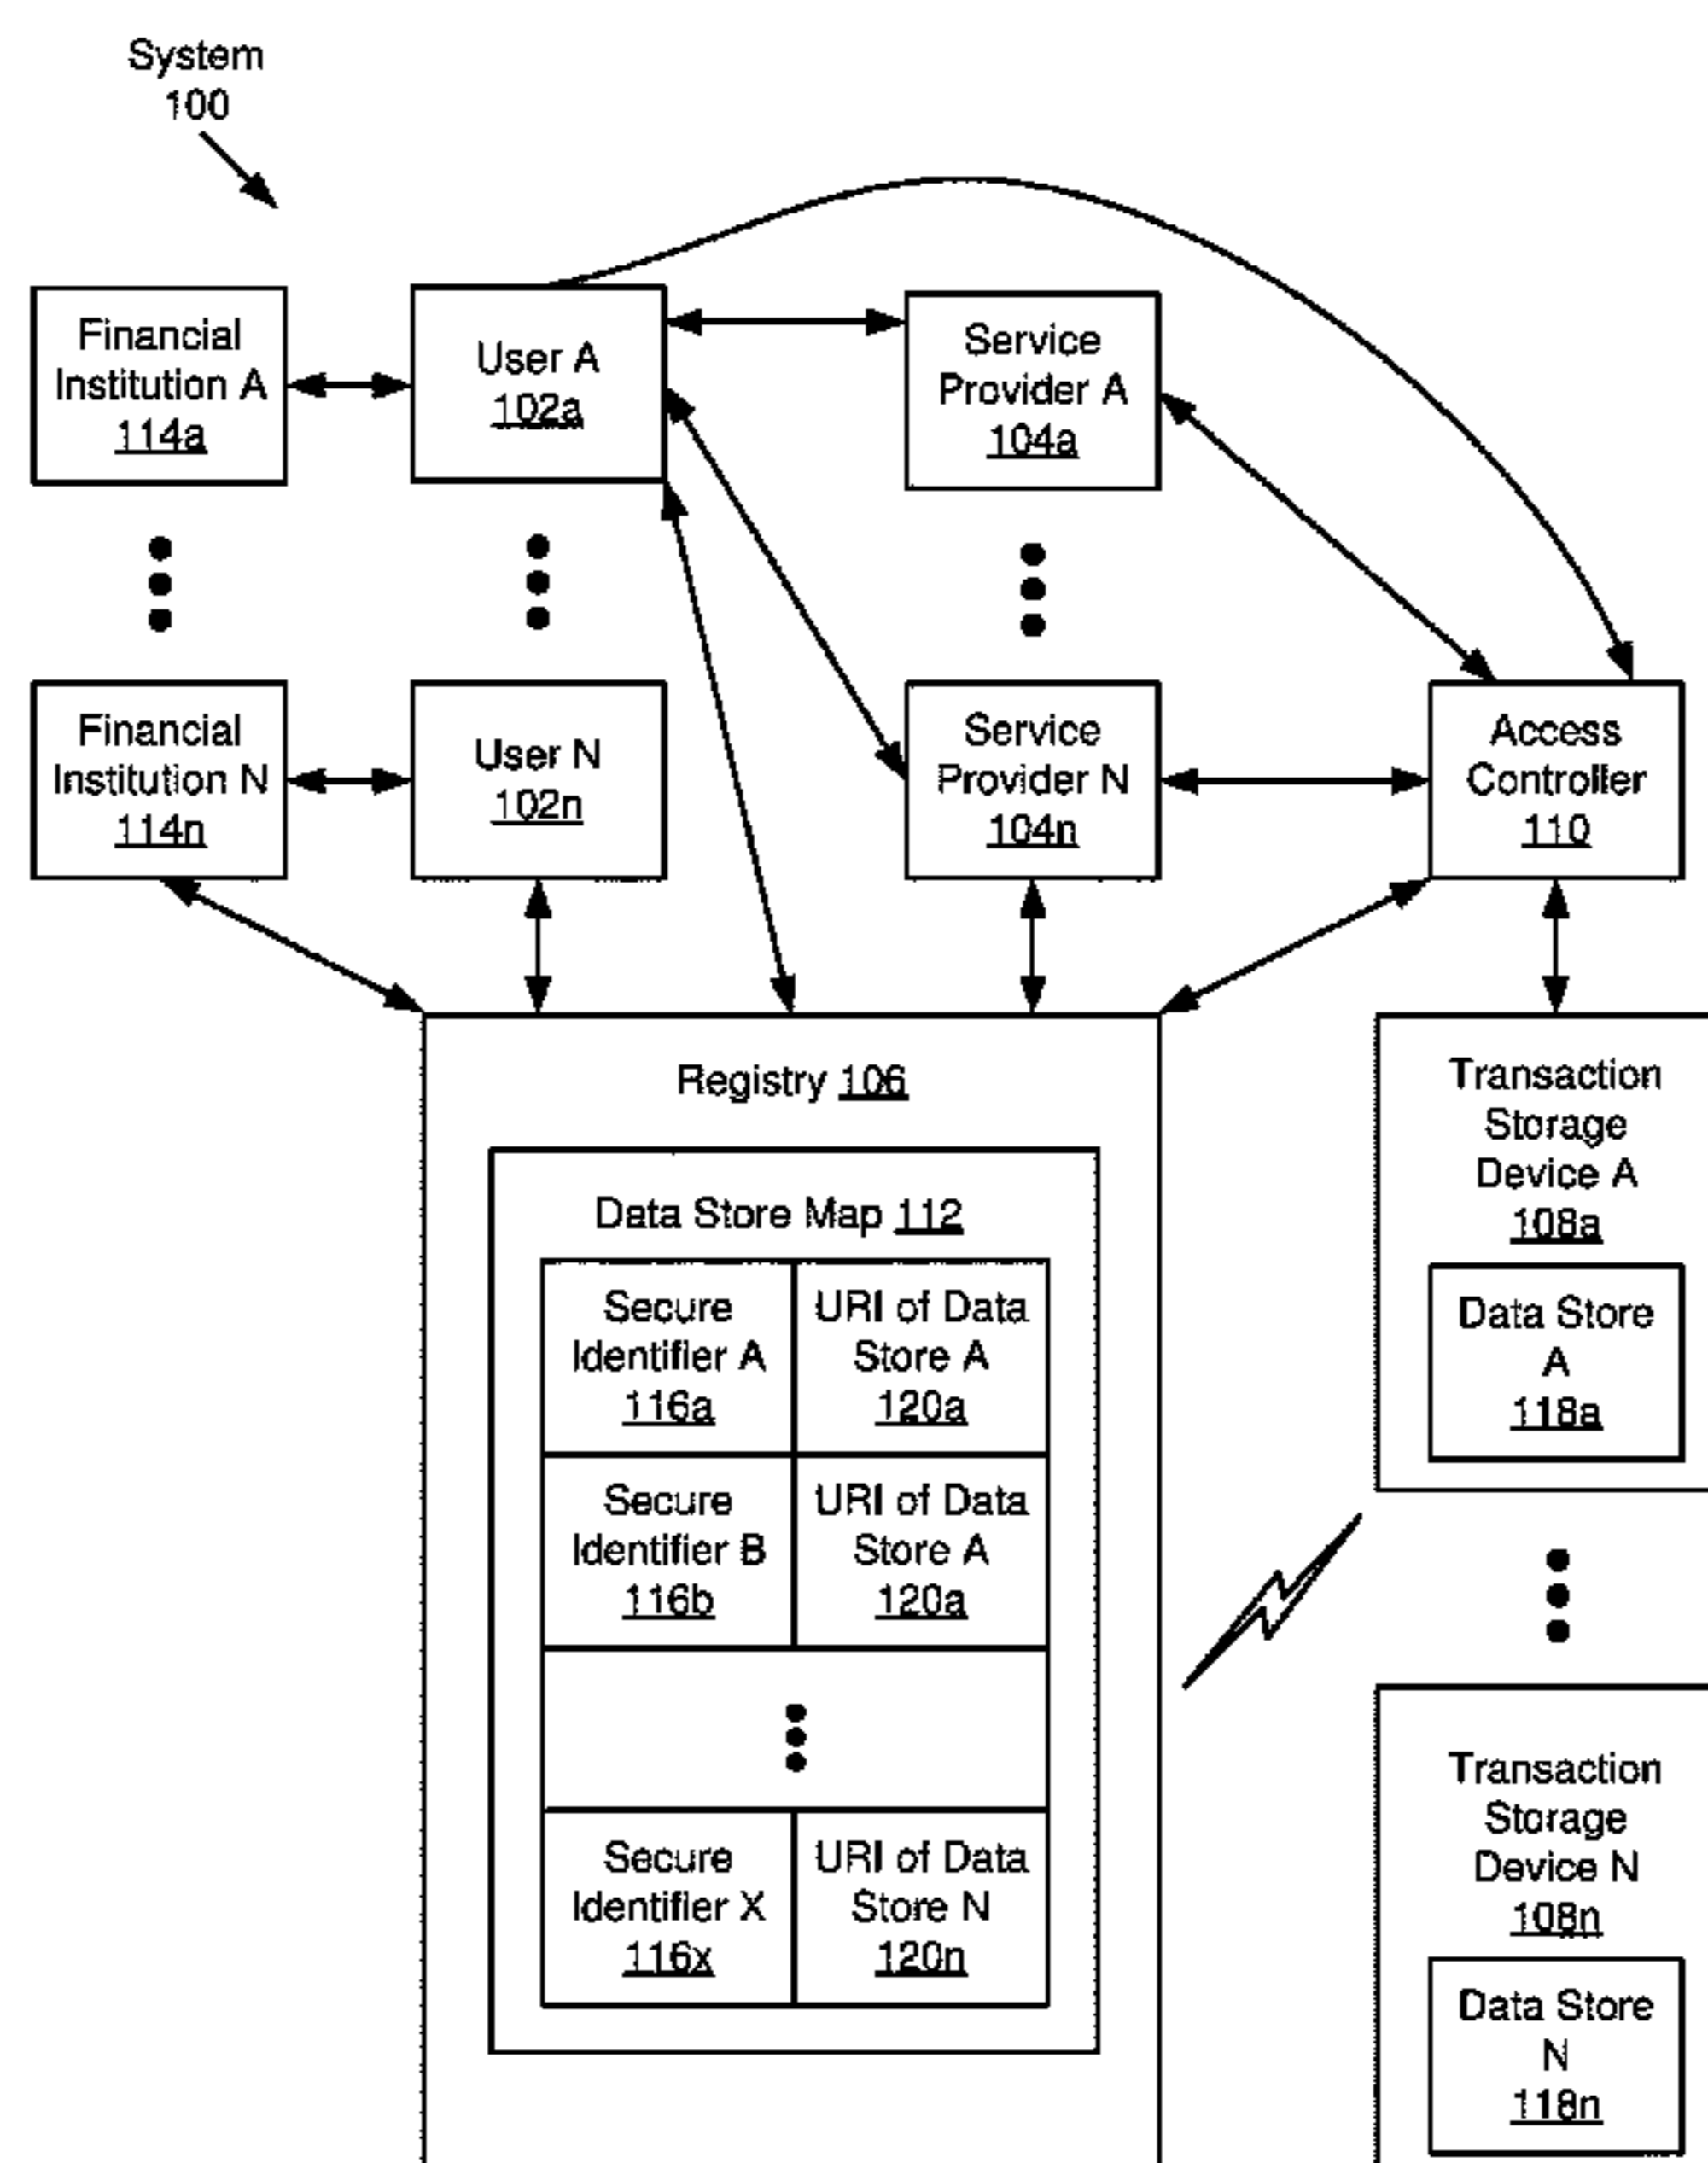 System
100
Financial
Institution A
114a
User A
102a
Service
Provider A
104a
Financial
Institution N
114n
User N
102n
Service
Provider N
104n
Access
Controller
110
Registry 106
Data Store Map 112
Secure
Identifier A
116a
URI of Data
Store A
120a
Secure
Identifier B
116b
URI of Data
Store A
120a
Secure
Identifier X
116x
URI of Data
Store N
120n
Transaction
Storage
Device A
108a
Data Store
A
118a
Transaction
Storage
Device N
108n
Data Store
N
118n